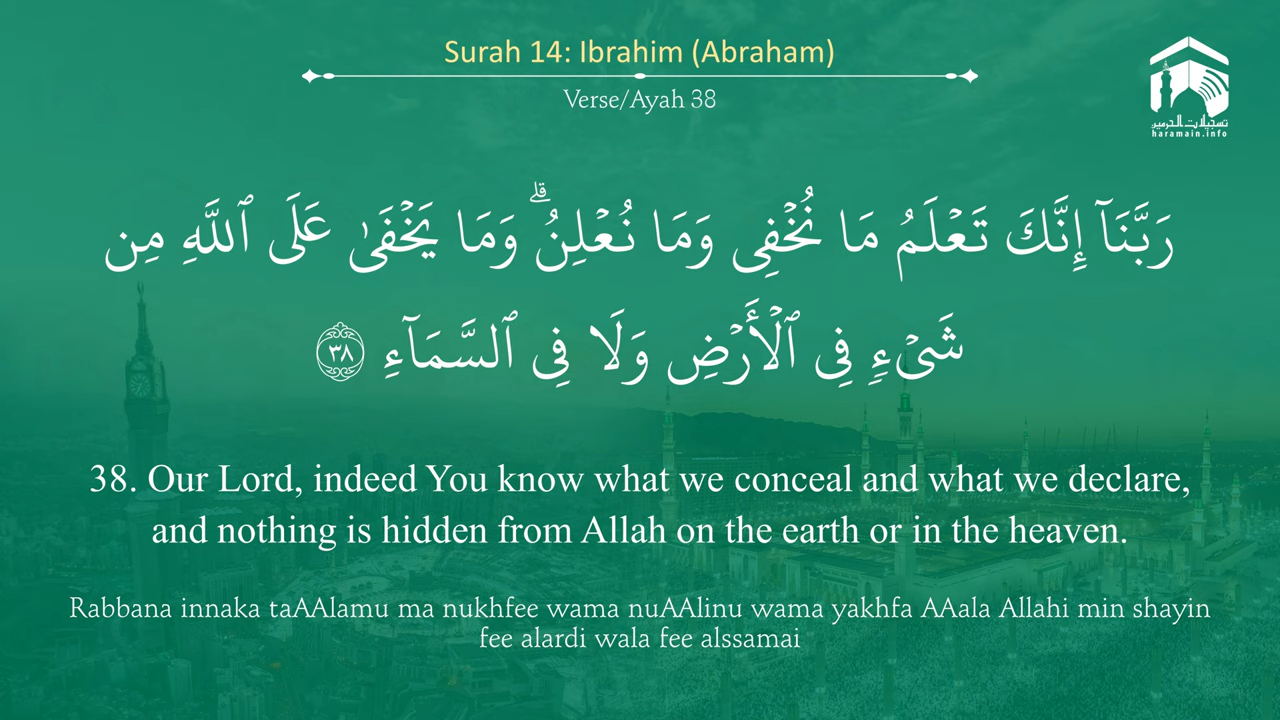 Surah 14: Ibrahim (Abraham)
Verse/Ayah 38
تسجيلات الحرمين
haramain.info
رَبَّنَآ إِنَّكَ تَعْلَمُ مَا نُخْفِى وَمَا نُعْلِنُ ۗ وَمَا يَخْفَىٰ عَلَى ٱللَّهِ مِن
شَىْءٍ فِى ٱلْأَرْضِ وَلَا فِى ٱلسَّمَآءِ ٣٨
38. Our Lord, indeed You know what we conceal and what we declare,
and nothing is hidden from Allah on the earth or in the heaven.
Rabbana innaka taAAlamu ma nukhfee wama nuAAlinu wama yakhfa AAala Allahi min shayin
fee alardi wala fee alssamai